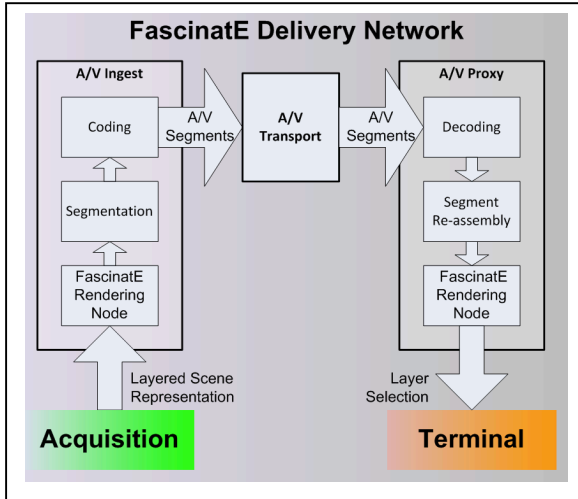 FascinatE Delivery Network
A/V Ingest
Coding
Segmentation
FascinatE
Rendering
Node
A/V
Segments
A/V
Transport
A/V
Segments
A/V Proxy
Decoding
Segment
Re-assembly
FascinatE
Rendering
Node
Layered Scene
Representation
Layer
Selection
Acquisition
Terminal